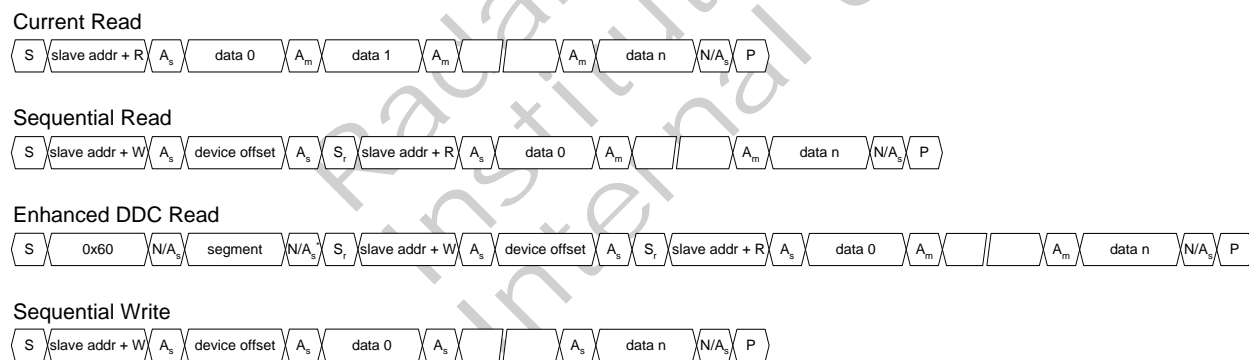 Current Read
S slave addr + R As data 0 Am data 1 Am Am data n N/As P
Sequential Read
S slave addr + W As device offset As Sr slave addr + R As data 0 Am Am data n N/As P
Enhanced DDC Read
S 0x60 N/As segment N/As* Sr slave addr + W As device offset As Sr slave addr + R As data 0 Am Am data n N/As P
Sequential Write
S slave addr + W As device offset As data 0 As As data n N/As P
Internal